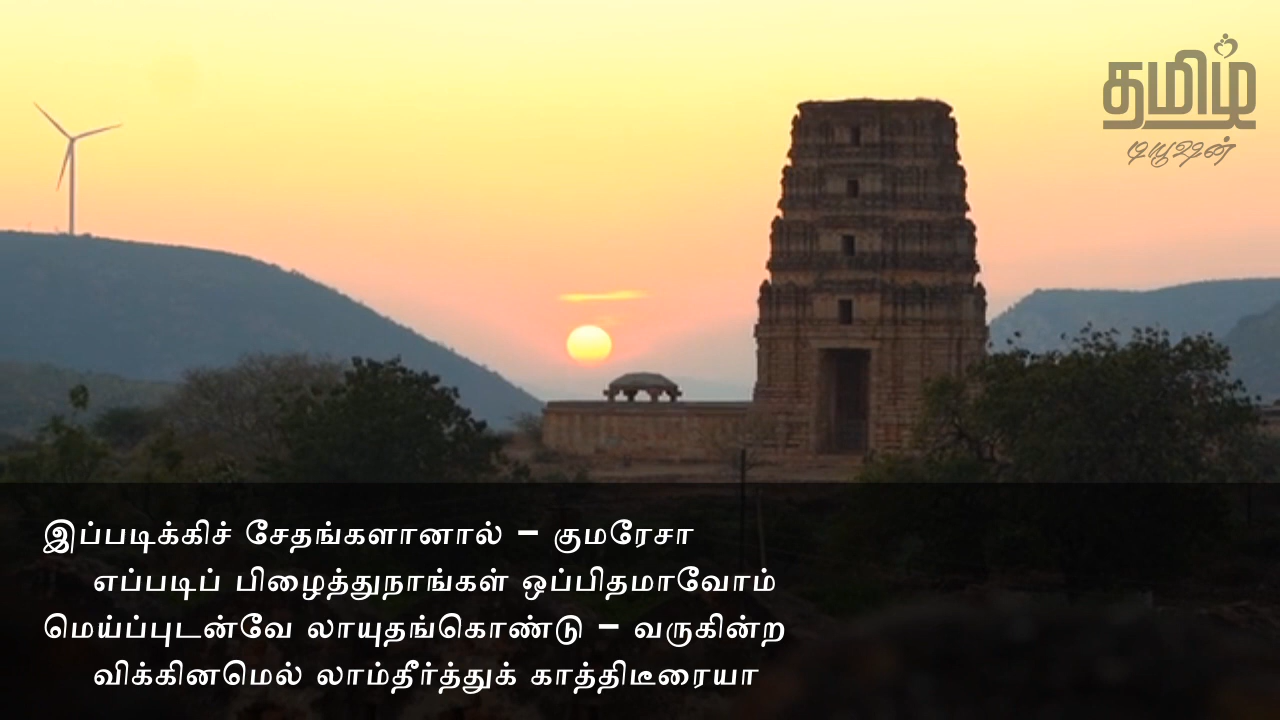 தமிழ்
டியூஷன்
இப்படிக்கிச் சேதங்களானால் – குமரேசா
எப்படிப் பிழைத்துநாங்கள் ஒப்பிதமாவோம்
மெய்ப்புடன்வே லாயுதங்கொண்டு – வருகின்ற
விக்கினமெல் லாம்தீர்த்துக் காத்திடீரையா